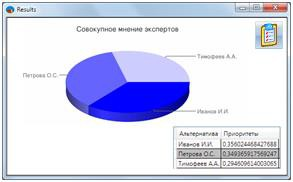 Results
Совокупное мнение экспертов
Тимофеев А.А.
Петрова О.С.
Иванов И.И.
Альтернатива Приоритеты
Иванов И.И. 0,356024468427688
Петрова О.С. 0,349365917569247
Тимофеев А.А. 0,294609614003065